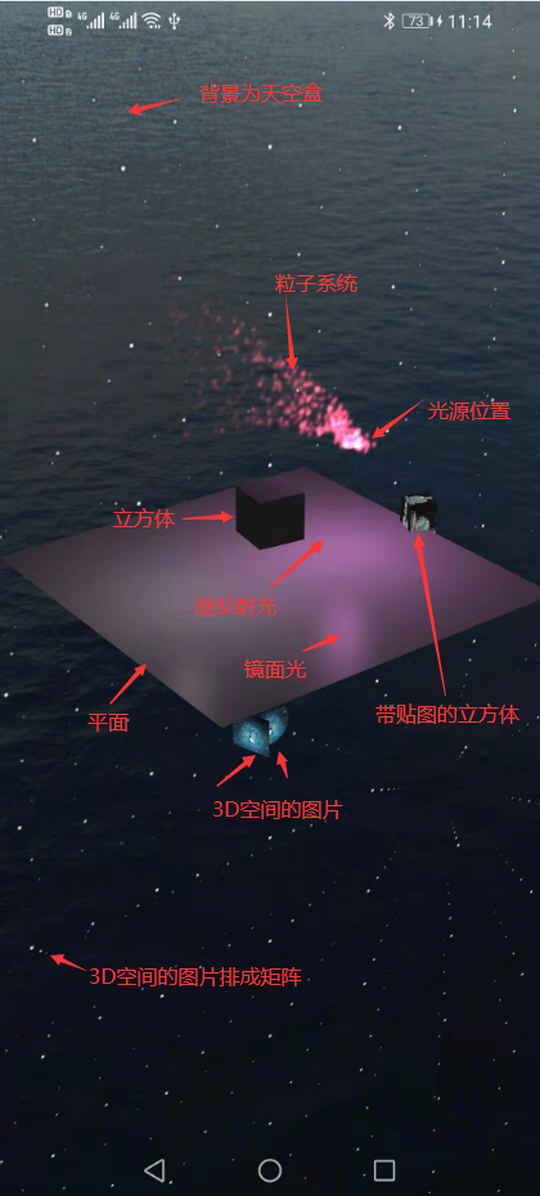 HD 1 4G 4G 73 11:14
HD 2
背景为天空盒
粒子系统
光源位置
立方体
漫反射光
镜面光
带贴图的立方体
平面
3D空间的图片
3D空间的图片排成矩阵